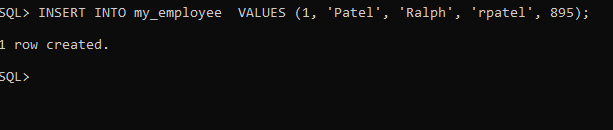 SQL> INSERT INTO my_employee  VALUES (1, 'Patel', 'Ralph', 'rpatel', 895);
1 row created.
SQL>